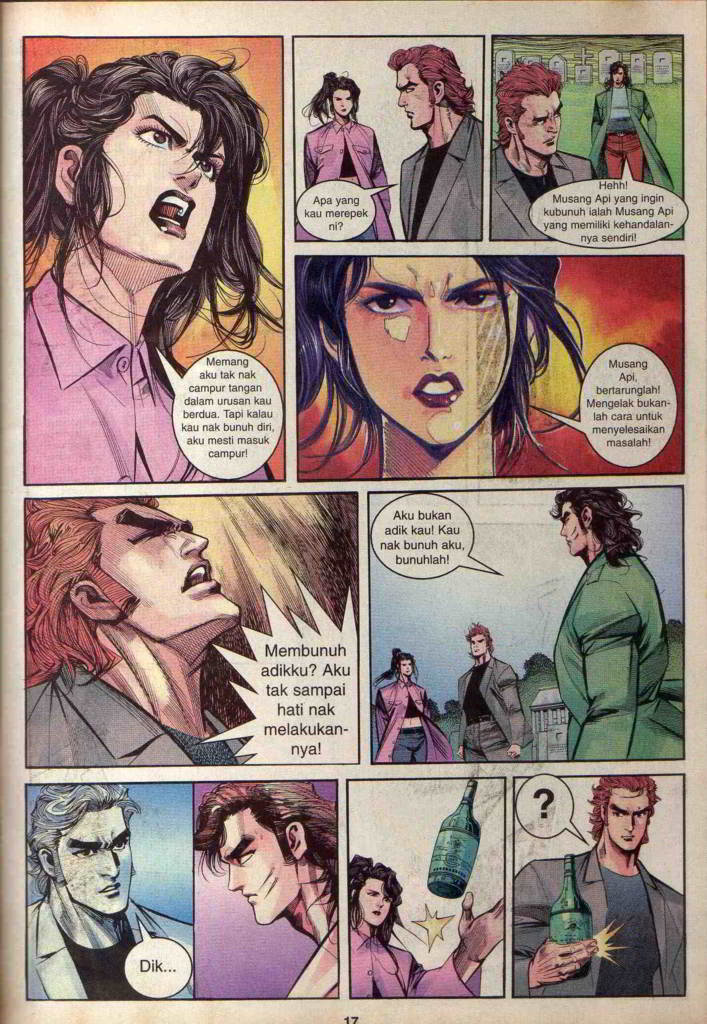 Memang
aku tak nak
campur tangan
dalam urusan kau
berdua. Tapi kalau
kau nak bunuh diri,
aku mesti masuk
campur!
Apa yang
kau merepek
ni?
Hehh!
Musang Api yang ingin
kubunuh ialah Musang Api
yang memiliki kehandalan-
nya sendiri!
Musang
Api,
bertarunglah!
Mengelak bukan-
lah cara untuk
menyelesaikan
masalah!
Membunuh
adikku? Aku
tak sampai
hati nak
melakukan-
nya!
Aku bukan
adik kau! Kau
nak bunuh aku,
bunuhlah!
Dik...
?
17